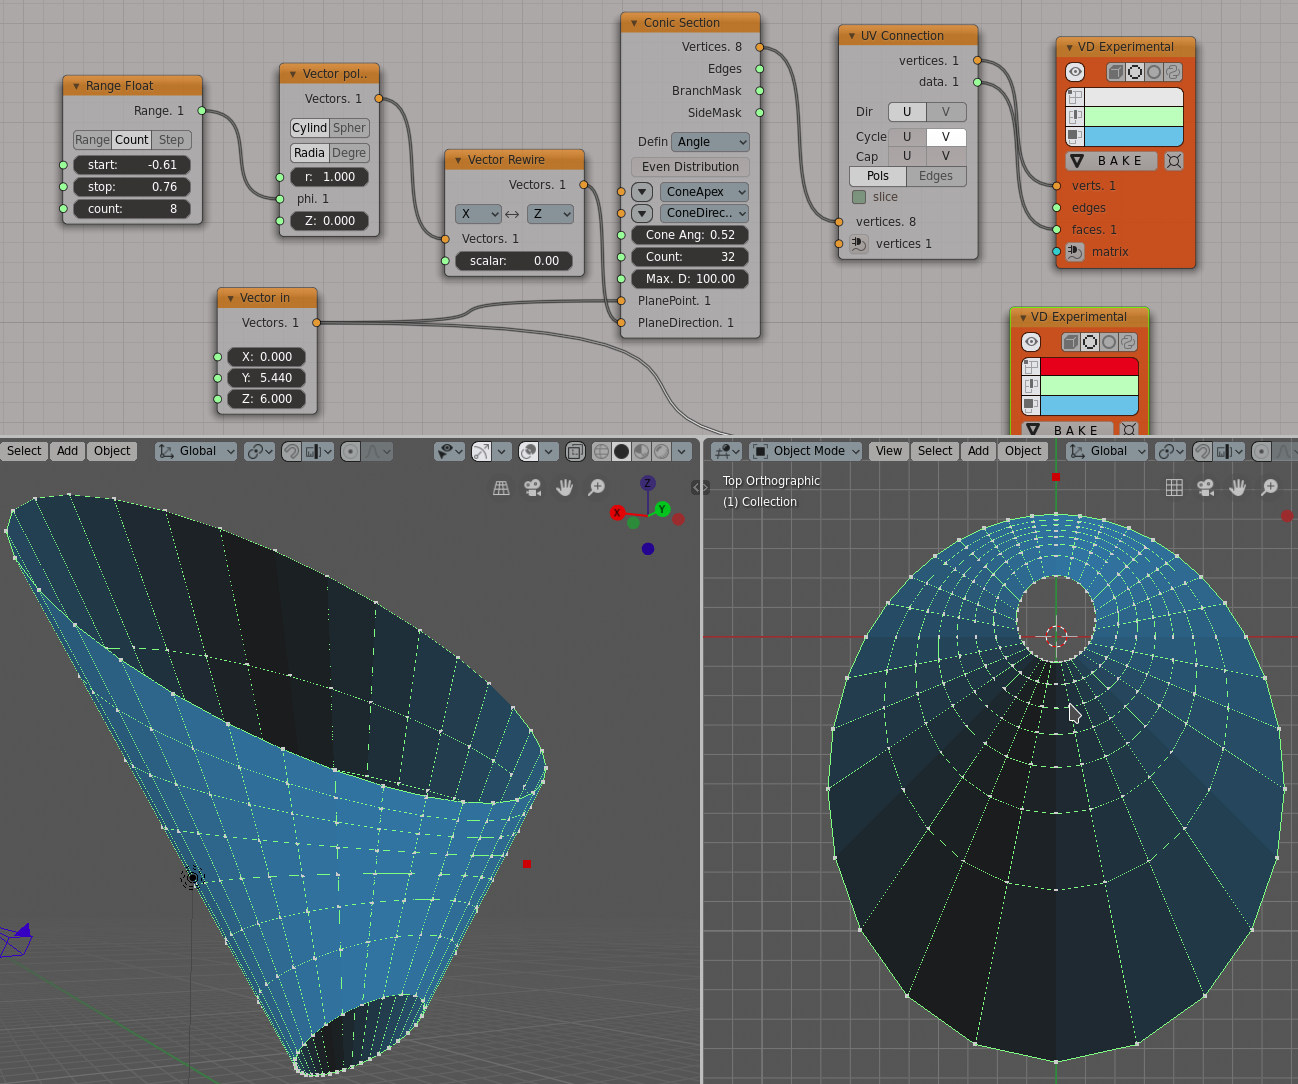 Range Float
Range. 1
Range Count Step
start: -0.61
stop: 0.76
count: 8
Vector pol..
Vectors. 1
Cylind Spher
Radia Degre
r: 1.000
phi. 1
Z: 0.000
Vector Rewire
Vectors. 1
X Z
Vectors. 1
scalar: 0.00
Vector in
Vectors. 1
X: 0.000
Y: 5.440
Z: 6.000
Conic Section
Vertices. 8
Edges
BranchMask
SideMask
Defin Angle
Even Distribution
ConeApex
ConeDirec..
Cone Ang: 0.52
Count: 32
Max. D: 100.00
PlanePoint. 1
PlaneDirection. 1
UV Connection
vertices. 1
data. 1
Dir U V
Cycle U V
Cap U V
Pols Edges
slice
vertices. 8
vertices 1
VD Experimental
BAKE
verts. 1
edges
faces. 1
matrix
VD Experimental
BAKE
Select Add Object Global
Z
X Y
Object Mode View Select Add Object Global
Top Orthographic
(1) Collection